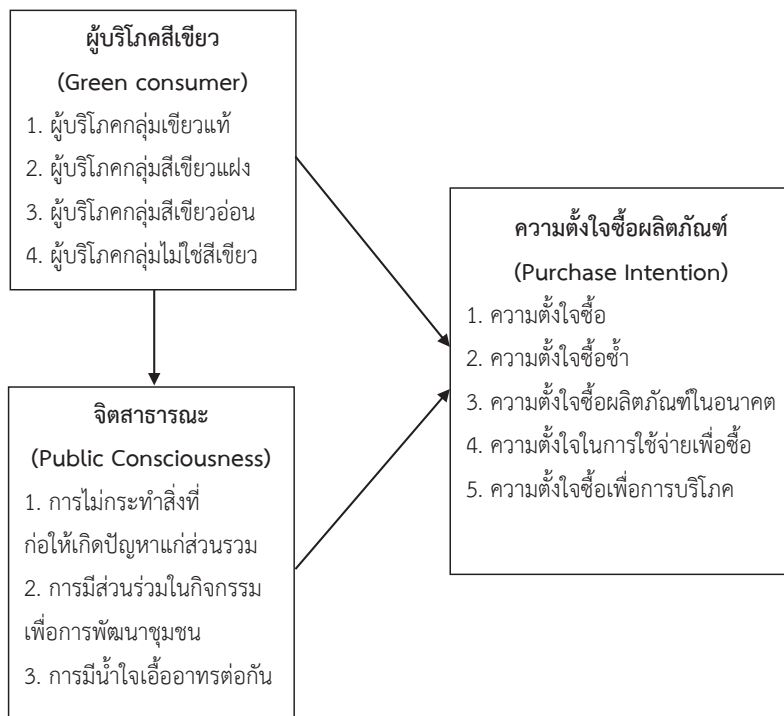 ผู้บริโภคสีเขียว
(Green consumer)
1. ผู้บริโภคกลุ่มเขียวแท้
2. ผู้บริโภคกลุ่มสีเขียวแฝง
3. ผู้บริโภคกลุ่มสีเขียวอ่อน
4. ผู้บริโภคกลุ่มไม่ใช่สีเขียว
จิตสาธารณะ
(Public Consciousness)
1. การไม่กระทำสิ่งที่
ก่อให้เกิดปัญหาแก่ส่วนรวม
2. การมีส่วนร่วมในกิจกรรม
เพื่อการพัฒนาชุมชน
3. การมีน้ำใจเอื้ออาทรต่อกัน
ความตั้งใจซื้อผลิตภัณฑ์
(Purchase Intention)
1. ความตั้งใจซื้อ
2. ความตั้งใจซื้อซ้ำ
3. ความตั้งใจซื้อผลิตภัณฑ์ในอนาคต
4. ความตั้งใจในการใช้จ่ายเพื่อซื้อ
5. ความตั้งใจซื้อเพื่อการบริโภค